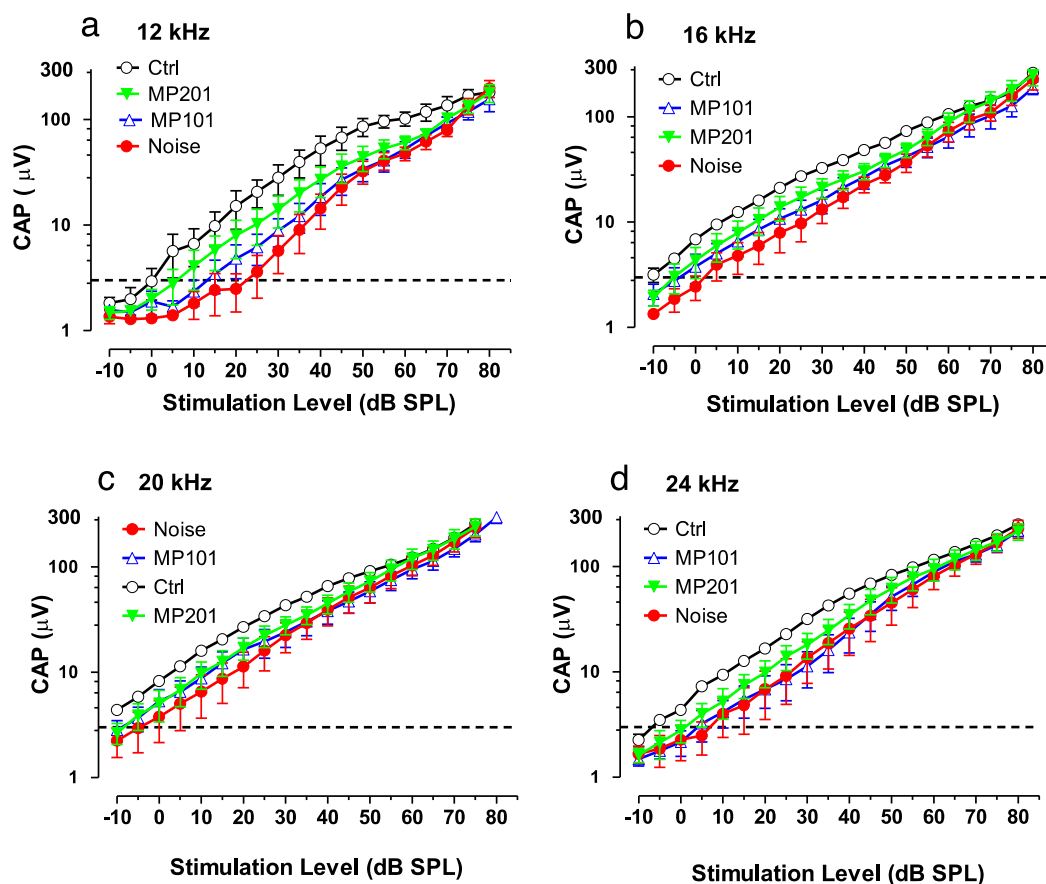 a 12 kHz
Ctrl
MP201
MP101
Noise
CAP ( μV)
300
100
10
1
-10 0 10 20 30 40 50 60 70 80
Stimulation Level (dB SPL)
b 16 kHz
Ctrl
MP101
MP201
Noise
CAP (μV)
300
100
10
1
-10 0 10 20 30 40 50 60 70 80
Stimulation Level (dB SPL)
c 20 kHz
Noise
MP101
Ctrl
MP201
CAP (μV)
300
100
10
1
-10 0 10 20 30 40 50 60 70 80
Stimulation Level (dB SPL)
d 24 kHz
Ctrl
MP101
MP201
Noise
CAP (μV)
300
100
10
1
-10 0 10 20 30 40 50 60 70 80
Stimulation Level (dB SPL)